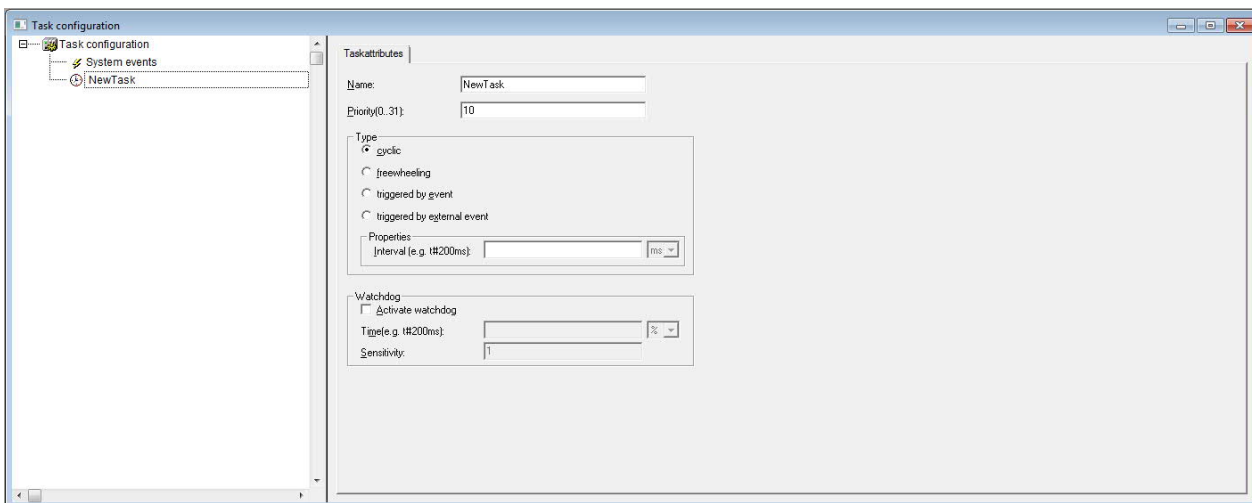 Task configuration
Task configuration
System events
NewTask
Taskattributes
Name: NewTask
Priority(0..31): 10
Type
cyclic
freewheeling
triggered by event
triggered by external event
Properties
Interval (e.g. t#200ms): ms
Watchdog
Activate watchdog
Time(e.g. t#200ms): %
Sensitivity: 1